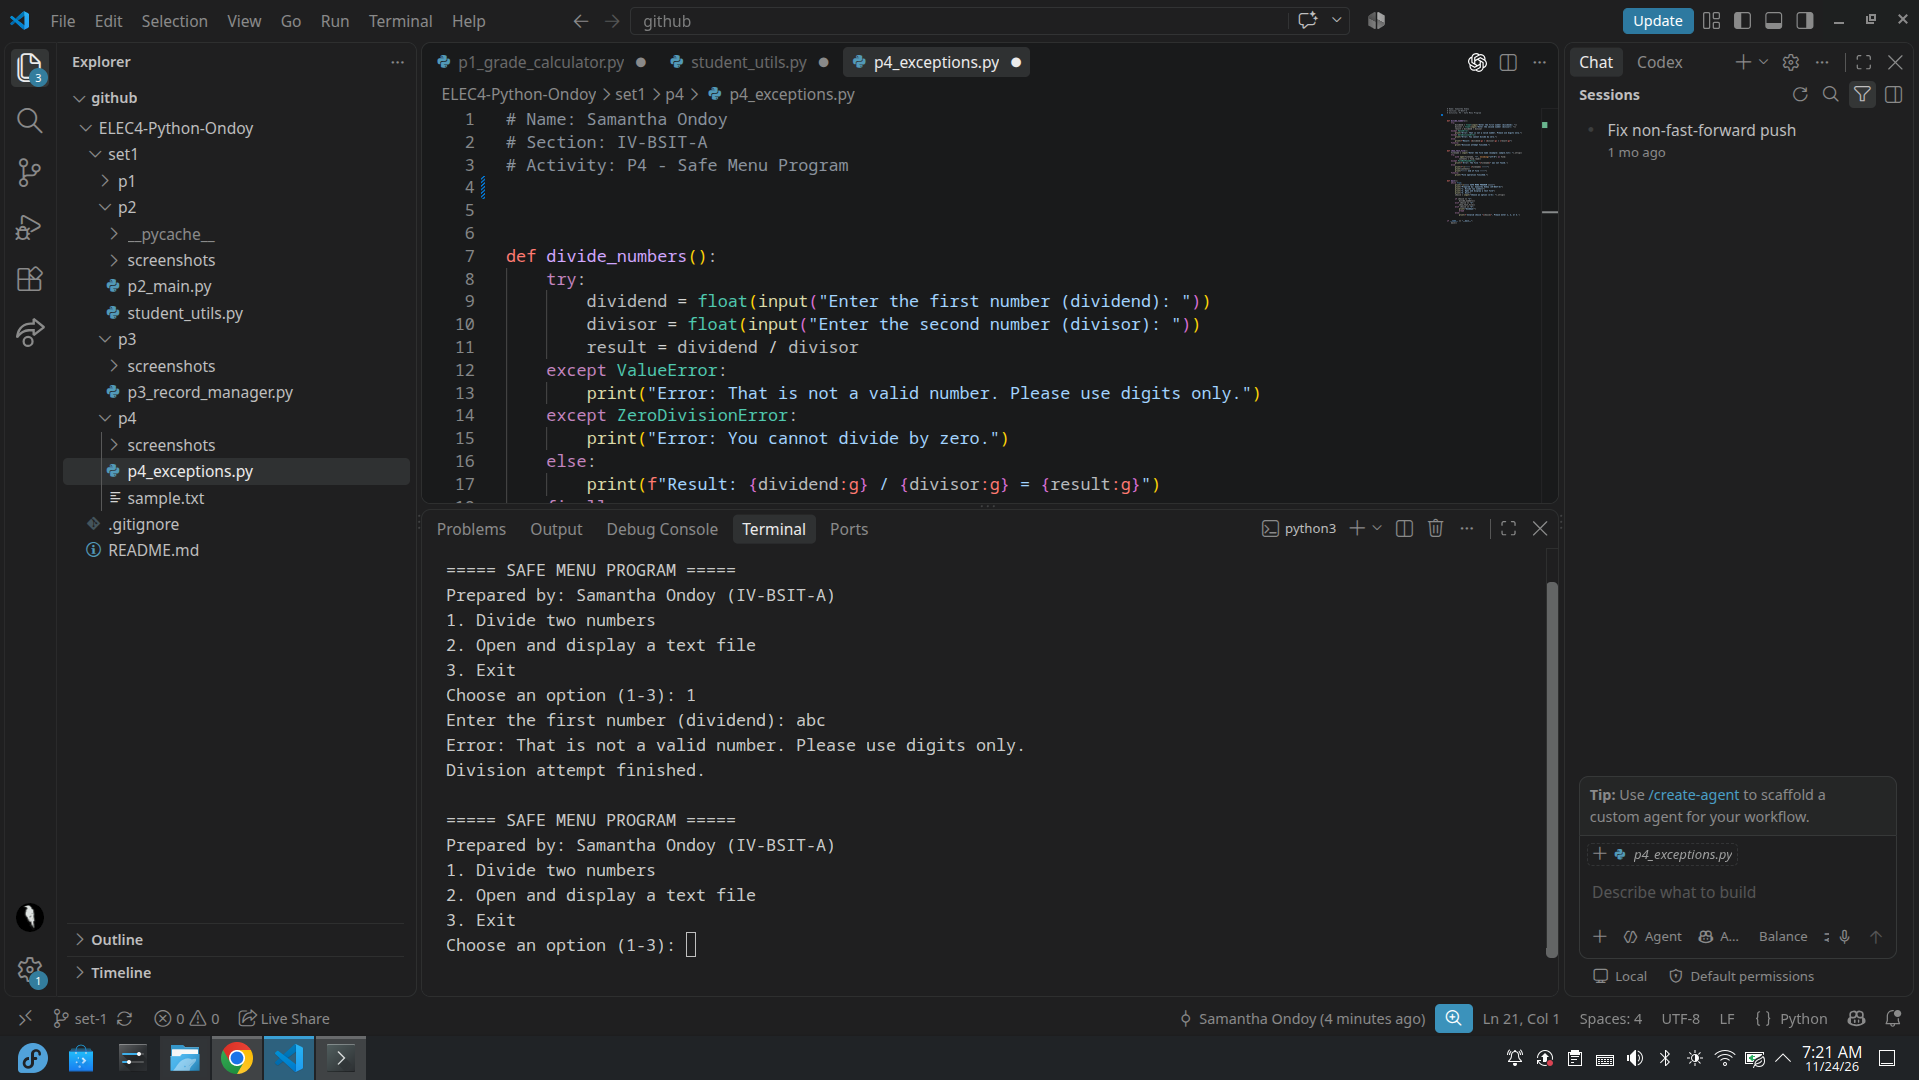 File Edit Selection View Go Run Terminal Help
github
Update
Explorer
3
github
ELEC4-Python-Ondoy
set1
p1
p2
__pycache__
screenshots
p2_main.py
student_utils.py
p3
screenshots
p3_record_manager.py
p4
screenshots
p4_exceptions.py
sample.txt
.gitignore
README.md
Outline
Timeline
1
p1_grade_calculator.py
student_utils.py
p4_exceptions.py
ELEC4-Python-Ondoy > set1 > p4 > p4_exceptions.py
1 # Name: Samantha Ondoy
2 # Section: IV-BSIT-A
3 # Activity: P4 - Safe Menu Program
4
5
6
7 def divide_numbers():
8 try:
9 dividend = float(input("Enter the first number (dividend): "))
10 divisor = float(input("Enter the second number (divisor): "))
11 result = dividend / divisor
12 except ValueError:
13 print("Error: That is not a valid number. Please use digits only.")
14 except ZeroDivisionError:
15 print("Error: You cannot divide by zero.")
16 else:
17 print(f"Result: {dividend:g} / {divisor:g} = {result:g}")
Problems Output Debug Console Terminal Ports
python3
===== SAFE MENU PROGRAM =====
Prepared by: Samantha Ondoy (IV-BSIT-A)
1. Divide two numbers
2. Open and display a text file
3. Exit
Choose an option (1-3): 1
Enter the first number (dividend): abc
Error: That is not a valid number. Please use digits only.
Division attempt finished.
===== SAFE MENU PROGRAM =====
Prepared by: Samantha Ondoy (IV-BSIT-A)
1. Divide two numbers
2. Open and display a text file
3. Exit
Choose an option (1-3):
Chat Codex
Sessions
Fix non-fast-forward push
1 mo ago
Tip: Use /create-agent to scaffold a
custom agent for your workflow.
p4_exceptions.py
Describe what to build
Agent A... Balance
Local Default permissions
set-1 0 0 Live Share
Samantha Ondoy (4 minutes ago) Ln 21, Col 1 Spaces: 4 UTF-8 LF { } Python
7:21 AM
11/24/26